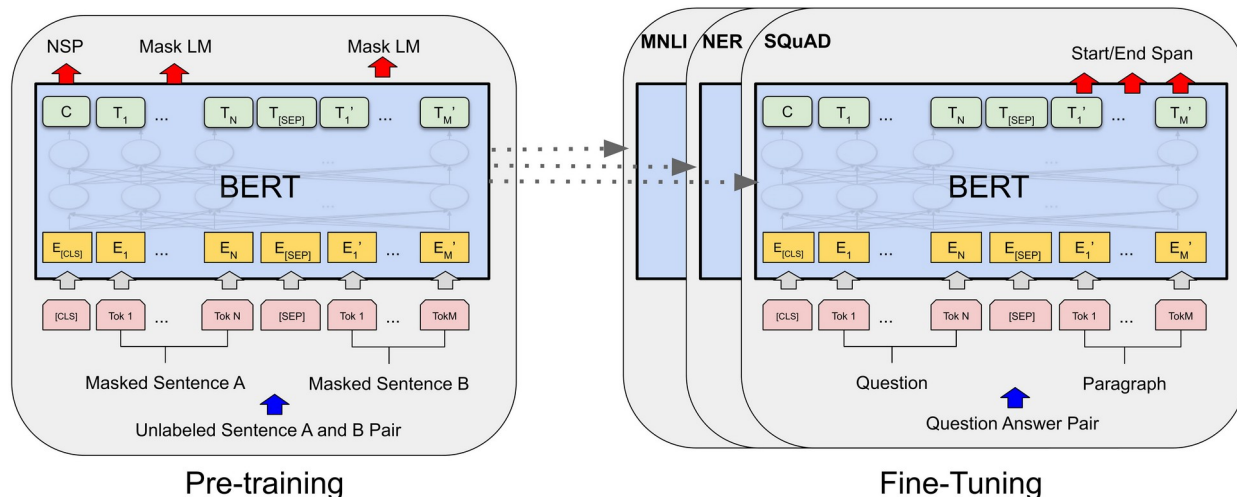 NSP Mask LM Mask LM
C T1 ... TN T[SEP] T1' ... TM'
...
BERT
...
E[CLS] E1 ... EN E[SEP] E1' ... EM'
[CLS] Tok 1 ... Tok N [SEP] Tok 1 ... TokM
Masked Sentence A Masked Sentence B
Unlabeled Sentence A and B Pair
Pre-training
MNLI NER SQuAD
Start/End Span
C T1 ... TN T[SEP] T1' ... TM'
...
BERT
...
E[CLS] E1 ... EN E[SEP] E1' ... EM'
[CLS] Tok 1 ... Tok N [SEP] Tok 1 ... TokM
Question Paragraph
Question Answer Pair
Fine-Tuning